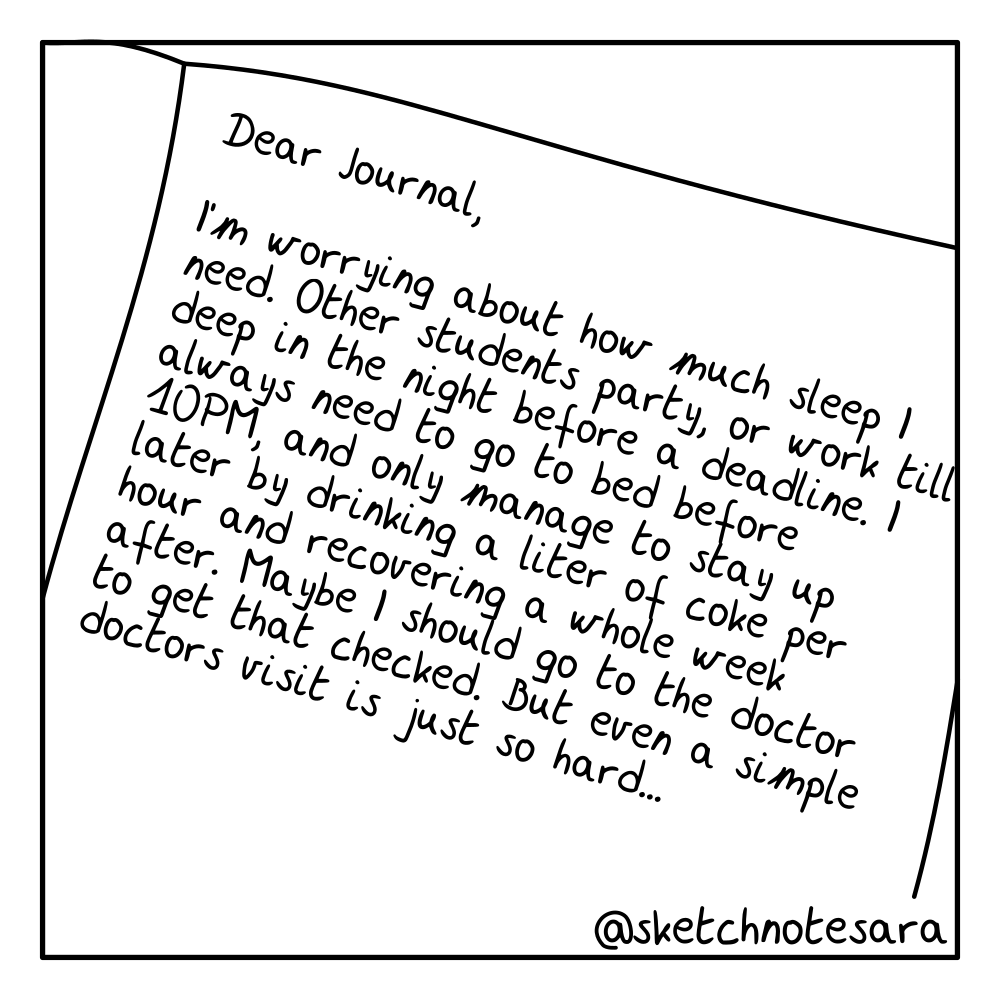 Dear Journal,
I'm worrying about how much sleep I
need. Other students party, or work till
deep in the night before a deadline. I
always need to go to bed before
10PM, and only manage to stay up
later by drinking a liter of coke per
hour and recovering a whole week
after. Maybe I should go to the doctor
to get that checked. But even a simple
doctors visit is just so hard...
@sketchnotesara